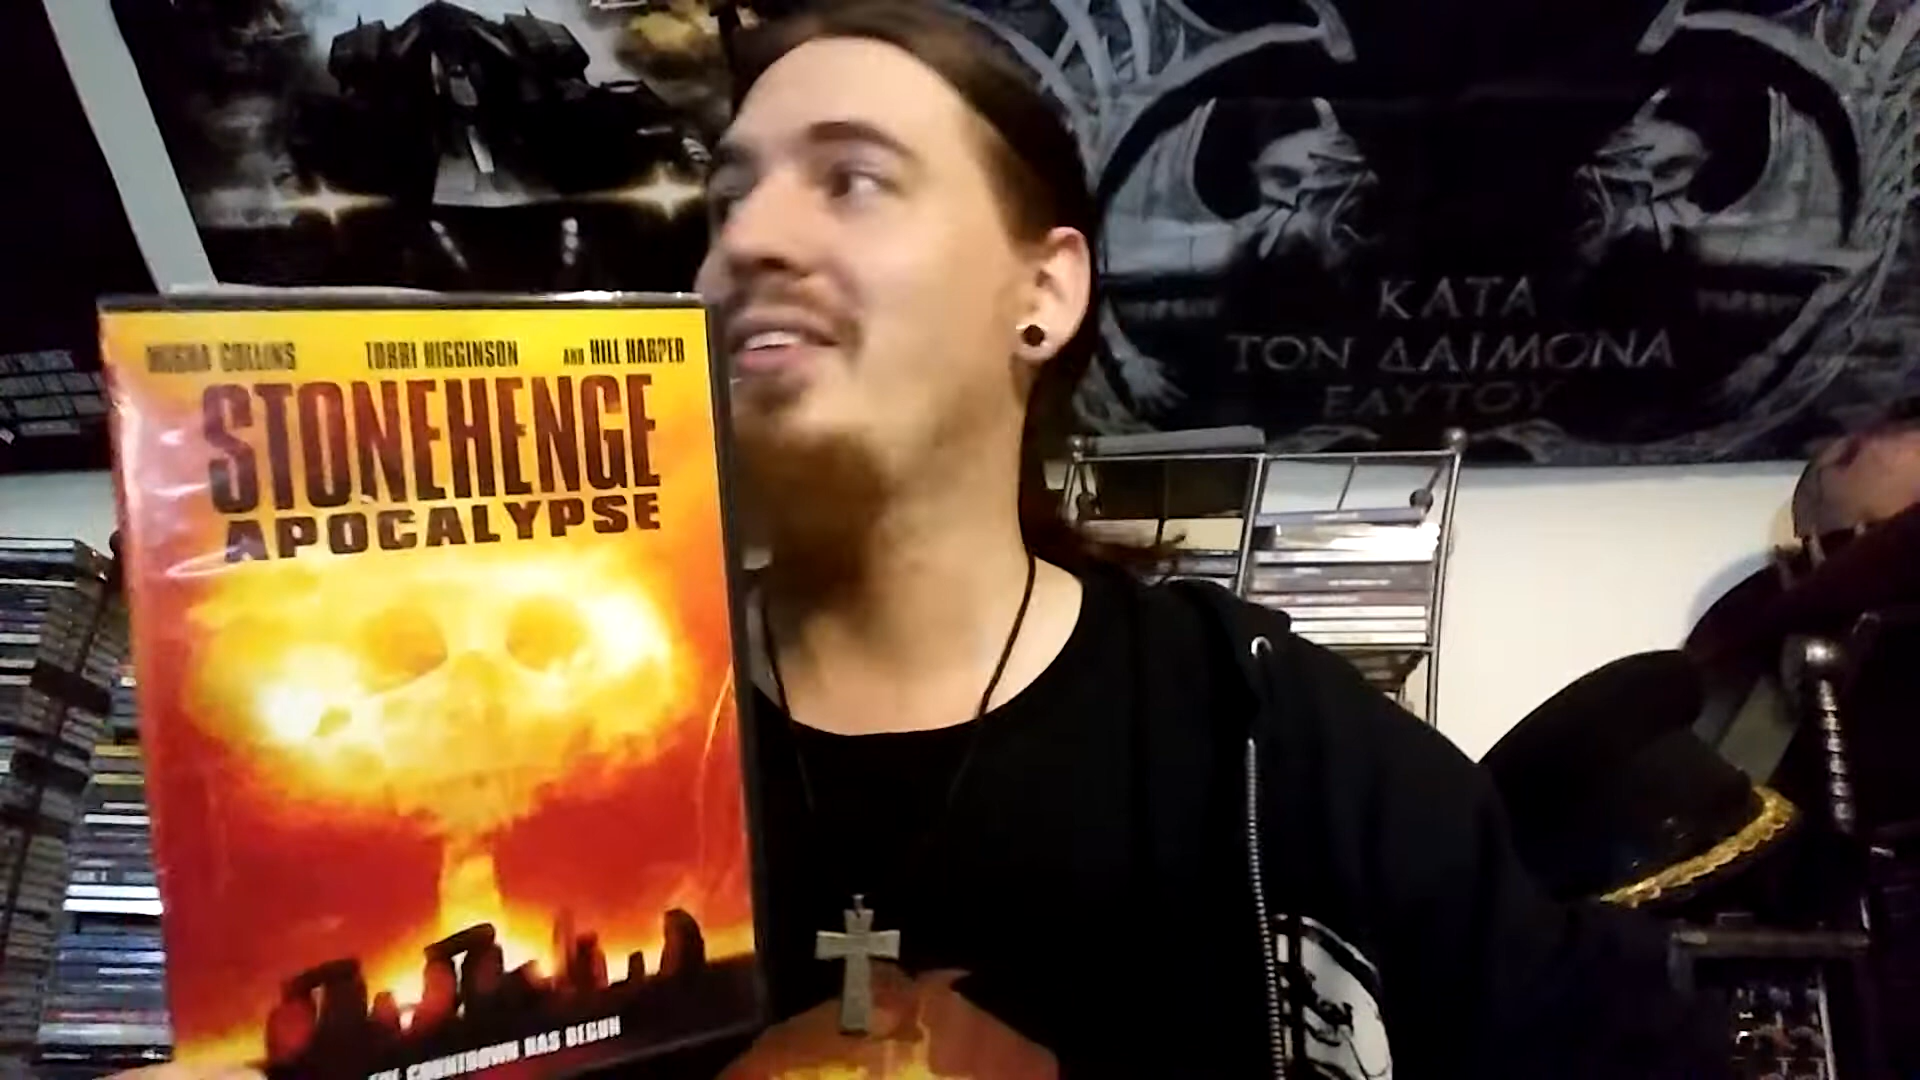 MISHA COLLINS TORRI HIGGINSON AND HILL HARPER
STONEHENGE
APOCALYPSE
THE COUNTDOWN HAS BEGUN
ΚΑΤΑ
ΤΟΝ ΔΑΙΜΟΝΑ
ΕΑΥΤΟΥ